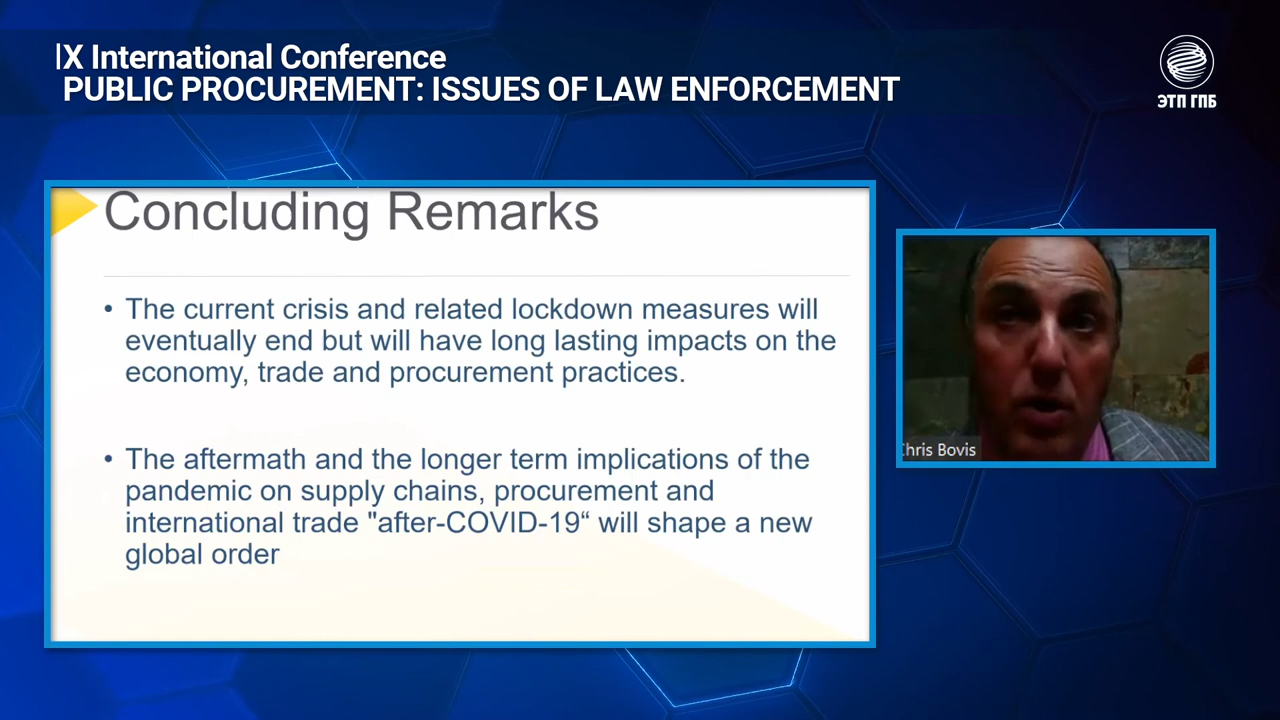 IX International Conference
PUBLIC PROCUREMENT: ISSUES OF LAW ENFORCEMENT
ЭТП ГПБ
Concluding Remarks
• The current crisis and related lockdown measures will
eventually end but will have long lasting impacts on the
economy, trade and procurement practices.
• The aftermath and the longer term implications of the
pandemic on supply chains, procurement and
international trade "after-COVID-19“ will shape a new
global order
Chris Bovis